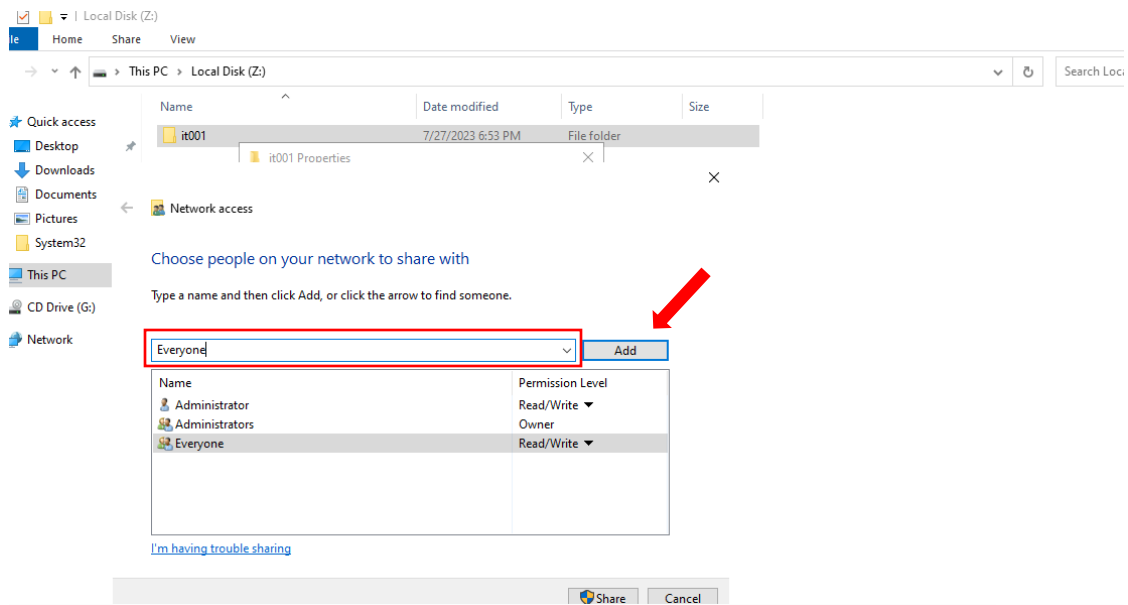 Local Disk (Z:)
le Home Share View
This PC > Local Disk (Z:)
Search Loca
Name Date modified Type Size
Quick access
it001 7/27/2023 6:53 PM File folder
Desktop
it001 Properties
Downloads
Documents
Pictures
System32
This PC
CD Drive (G:)
Network
Network access
Choose people on your network to share with
Type a name and then click Add, or click the arrow to find someone.
Everyone Add
Name Permission Level
Administrator Read/Write
Administrators Owner
Everyone Read/Write
I'm having trouble sharing
Share Cancel